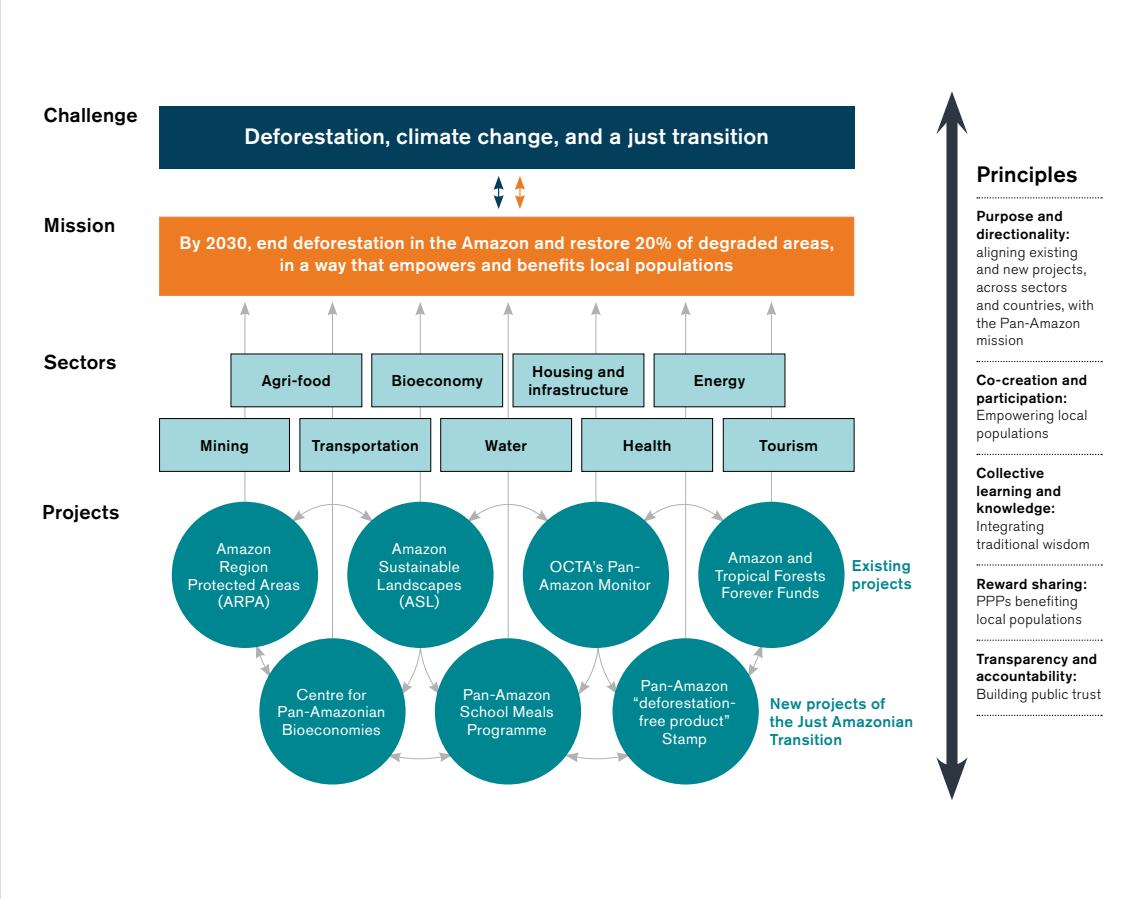 Challenge
Deforestation, climate change, and a just transition
Mission
By 2030, end deforestation in the Amazon and restore 20% of degraded areas,
in a way that empowers and benefits local populations
Sectors
Agri-food
Bioeconomy
Housing and
infrastructure
Energy
Mining
Transportation
Water
Health
Tourism
Projects
Amazon
Region
Protected Areas
(ARPA)
Amazon
Sustainable
Landscapes
(ASL)
OCTA’s Pan-
Amazon Monitor
Amazon and
Tropical Forests
Forever Funds
Existing
projects
Centre for
Pan-Amazonian
Bioeconomies
Pan-Amazon
School Meals
Programme
Pan-Amazon
“deforestation-
free product”
Stamp
New projects of
the Just Amazonian
Transition
Principles
Purpose and
directionality:
aligning existing
and new projects,
across sectors
and countries, with
the Pan-Amazon
mission
Co-creation and
participation:
Empowering local
populations
Collective
learning and
knowledge:
Integrating
traditional wisdom
Reward sharing:
PPPs benefiting
local populations
Transparency and
accountability:
Building public trust